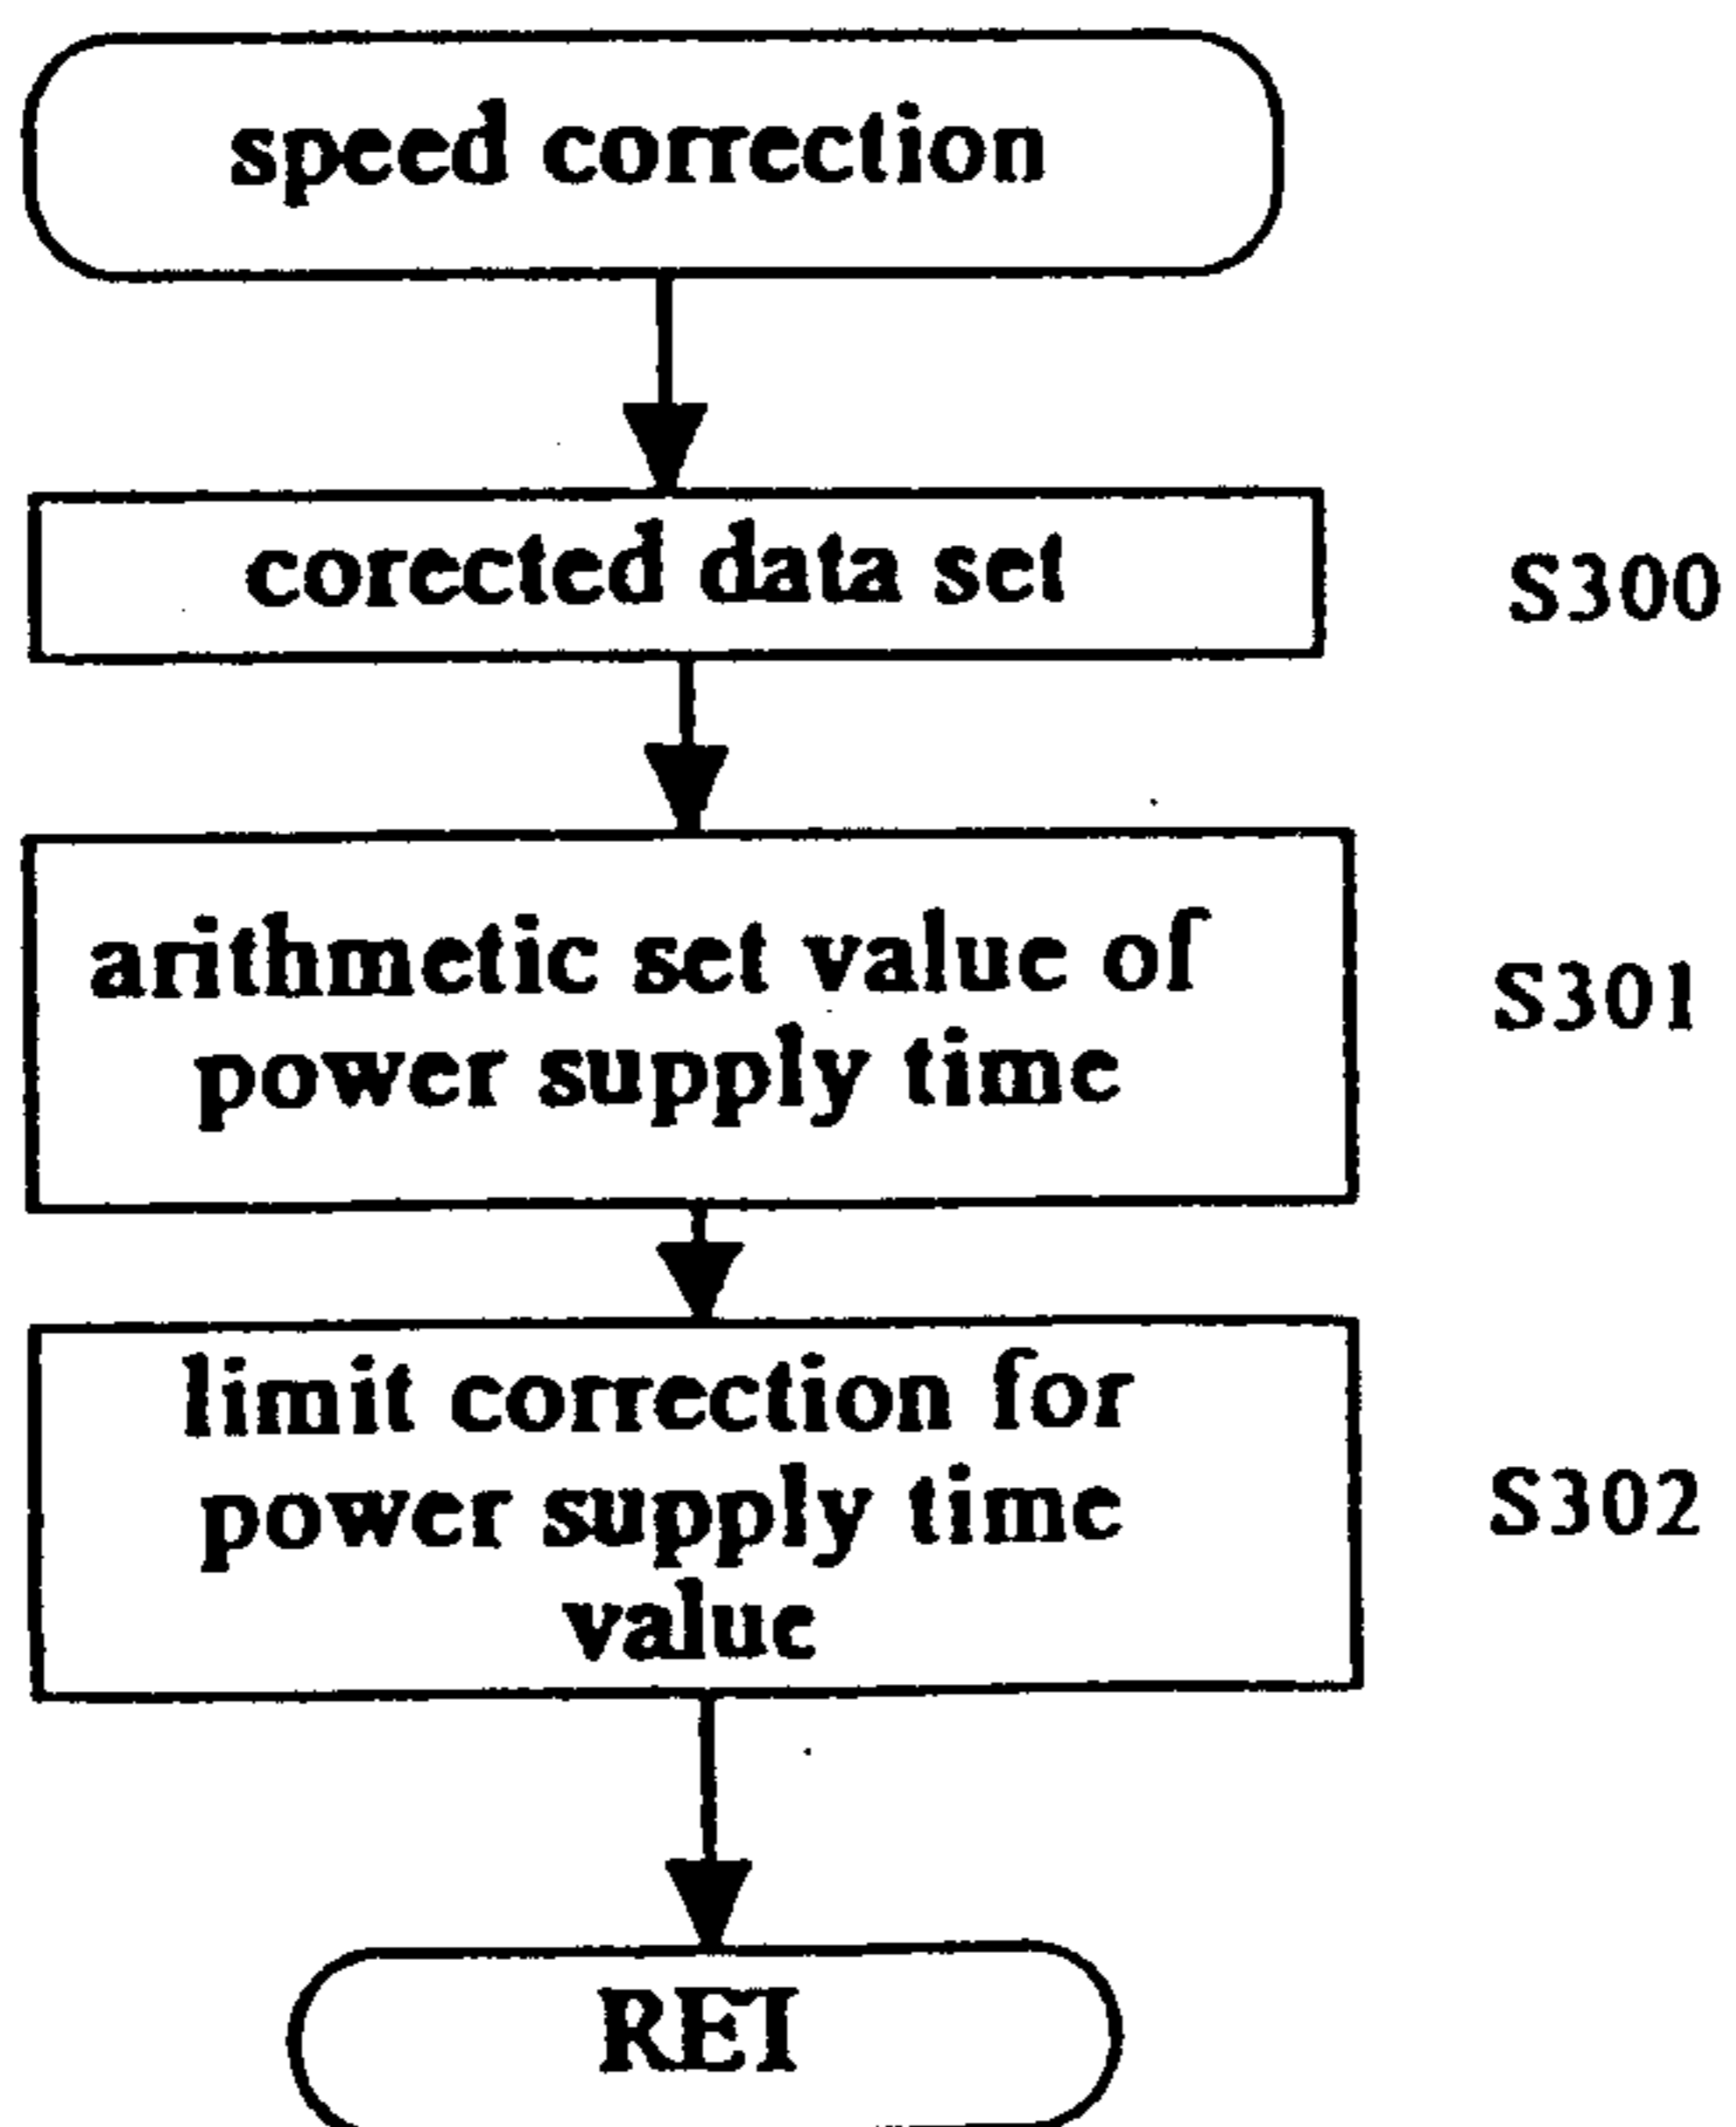 speed correction
corected data set
S300
arithmetic set value of
power supply time
S301
limit correction for
power supply time
value
S302
RET